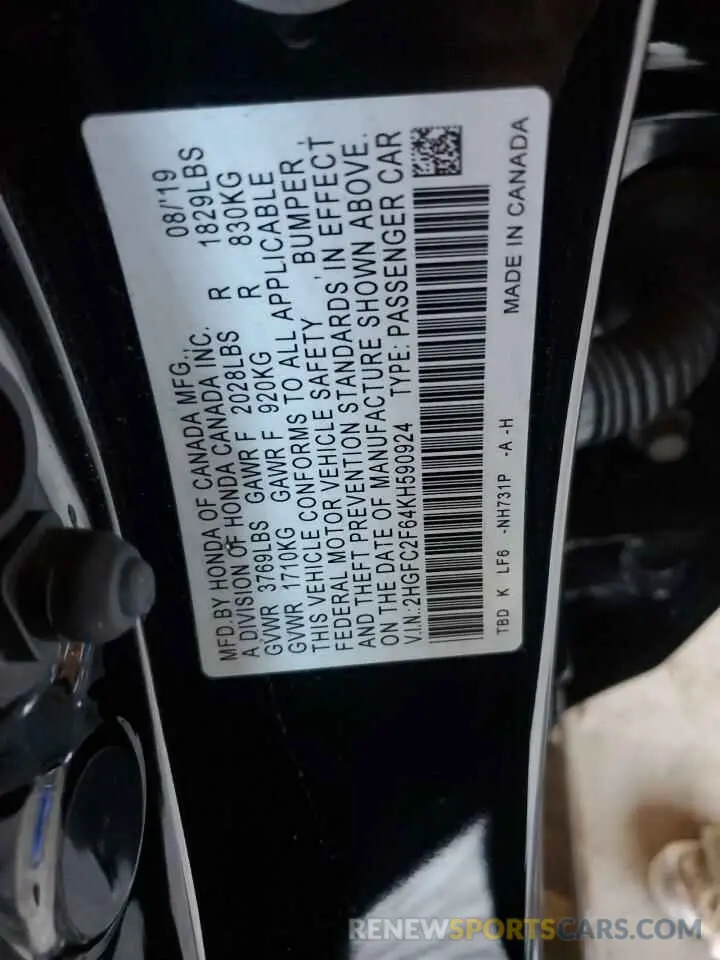 MFD. BY HONDA OF CANADA MFG., 08/'19
A DIVISION OF HONDA CANADA INC.
GVWR 3769LBS GAWR F 2028LBS R 1829LBS
GVWR 1710KG GAWR F 920KG R 830KG
THIS VEHICLE CONFORMS TO ALL APPLICABLE
FEDERAL MOTOR VEHICLE SAFETY, BUMPER,
AND THEFT PREVENTION STANDARDS IN EFFECT
ON THE DATE OF MANUFACTURE SHOWN ABOVE.
V.I.N.: 2HGFC2F64KH590924 TYPE: PASSENGER CAR
TBD K LF6 -NH731P -A -H MADE IN CANADA
RENEWSPORTSCARS.COM